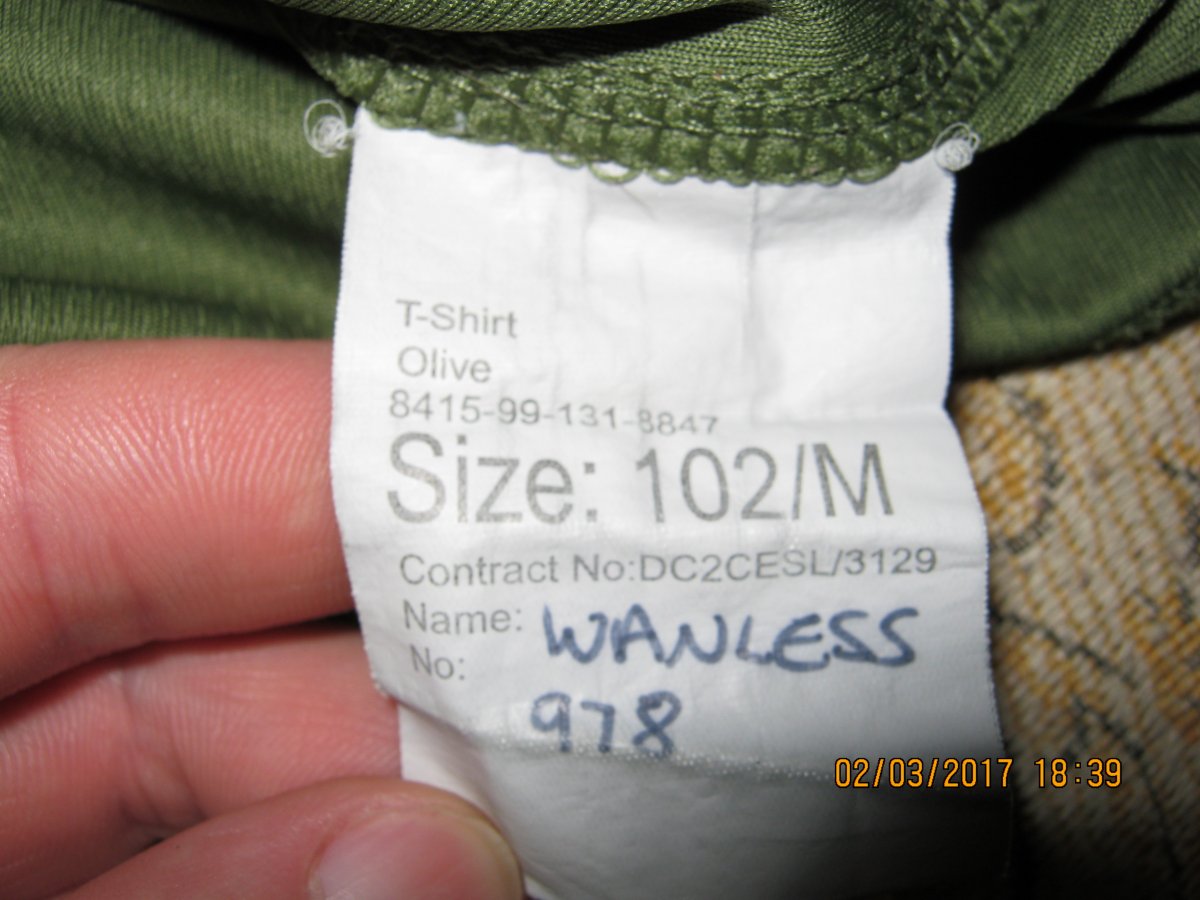 T-Shirt
Olive
8415-99-131-8847
Size: 102/M
Contract No:DC2CESL/3129
Name: WANLESS
No: 978
02/03/2017 18:39